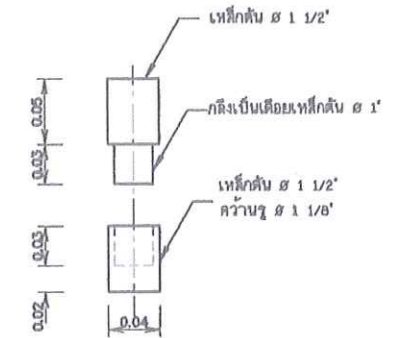 เหล็กตัน ø 1 1/2"
0.05
กลึงเป็นเดือยเหล็กตัน ø 1"
0.03
เหล็กตัน ø 1 1/2"
คว้านรู ø 1 1/8"
0.03
0.02
0.04